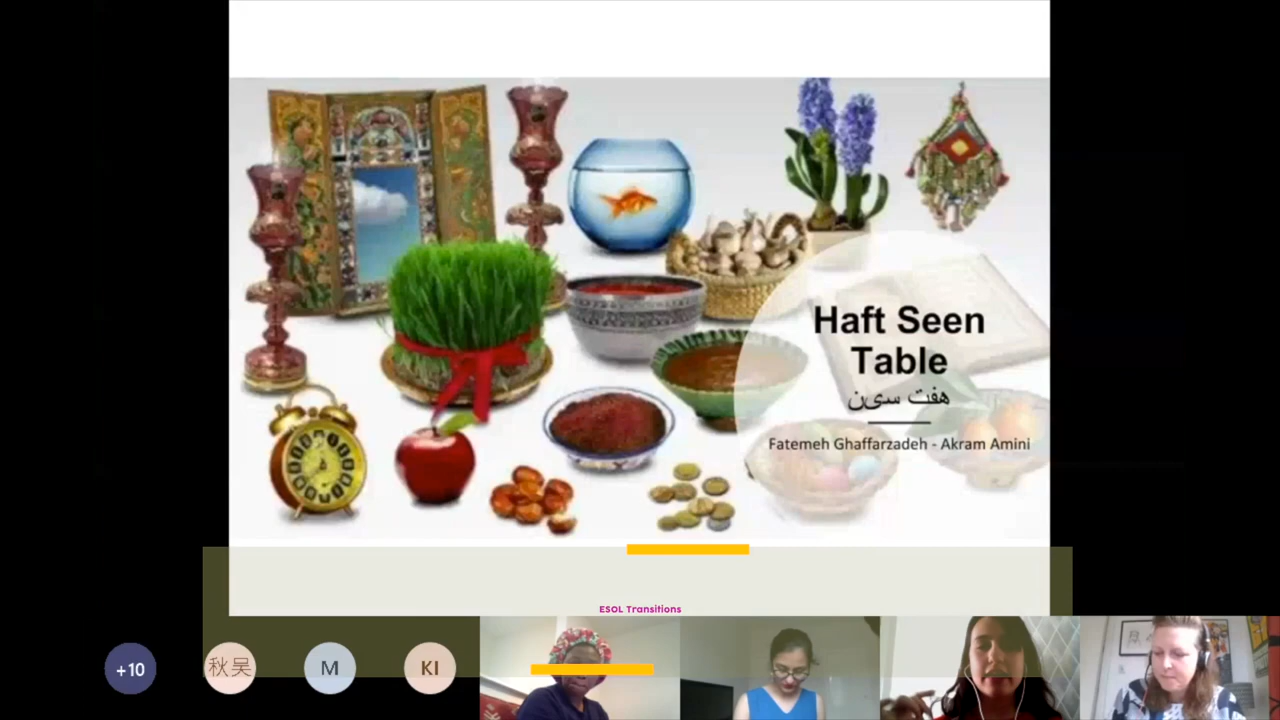 Haft Seen
Table
هفت سین
Fatemeh Ghaffarzadeh - Akram Amini
ESOL Transitions
+10
秋吴
M
KI